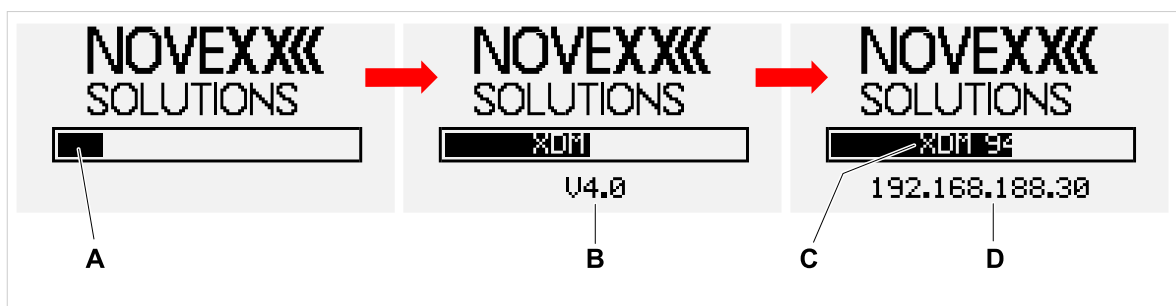 NOVEXX
SOLUTIONS
NOVEXX
SOLUTIONS
XDM
V4.0
NOVEXX
SOLUTIONS
XDM 94
192.168.188.30
A
B
C
D